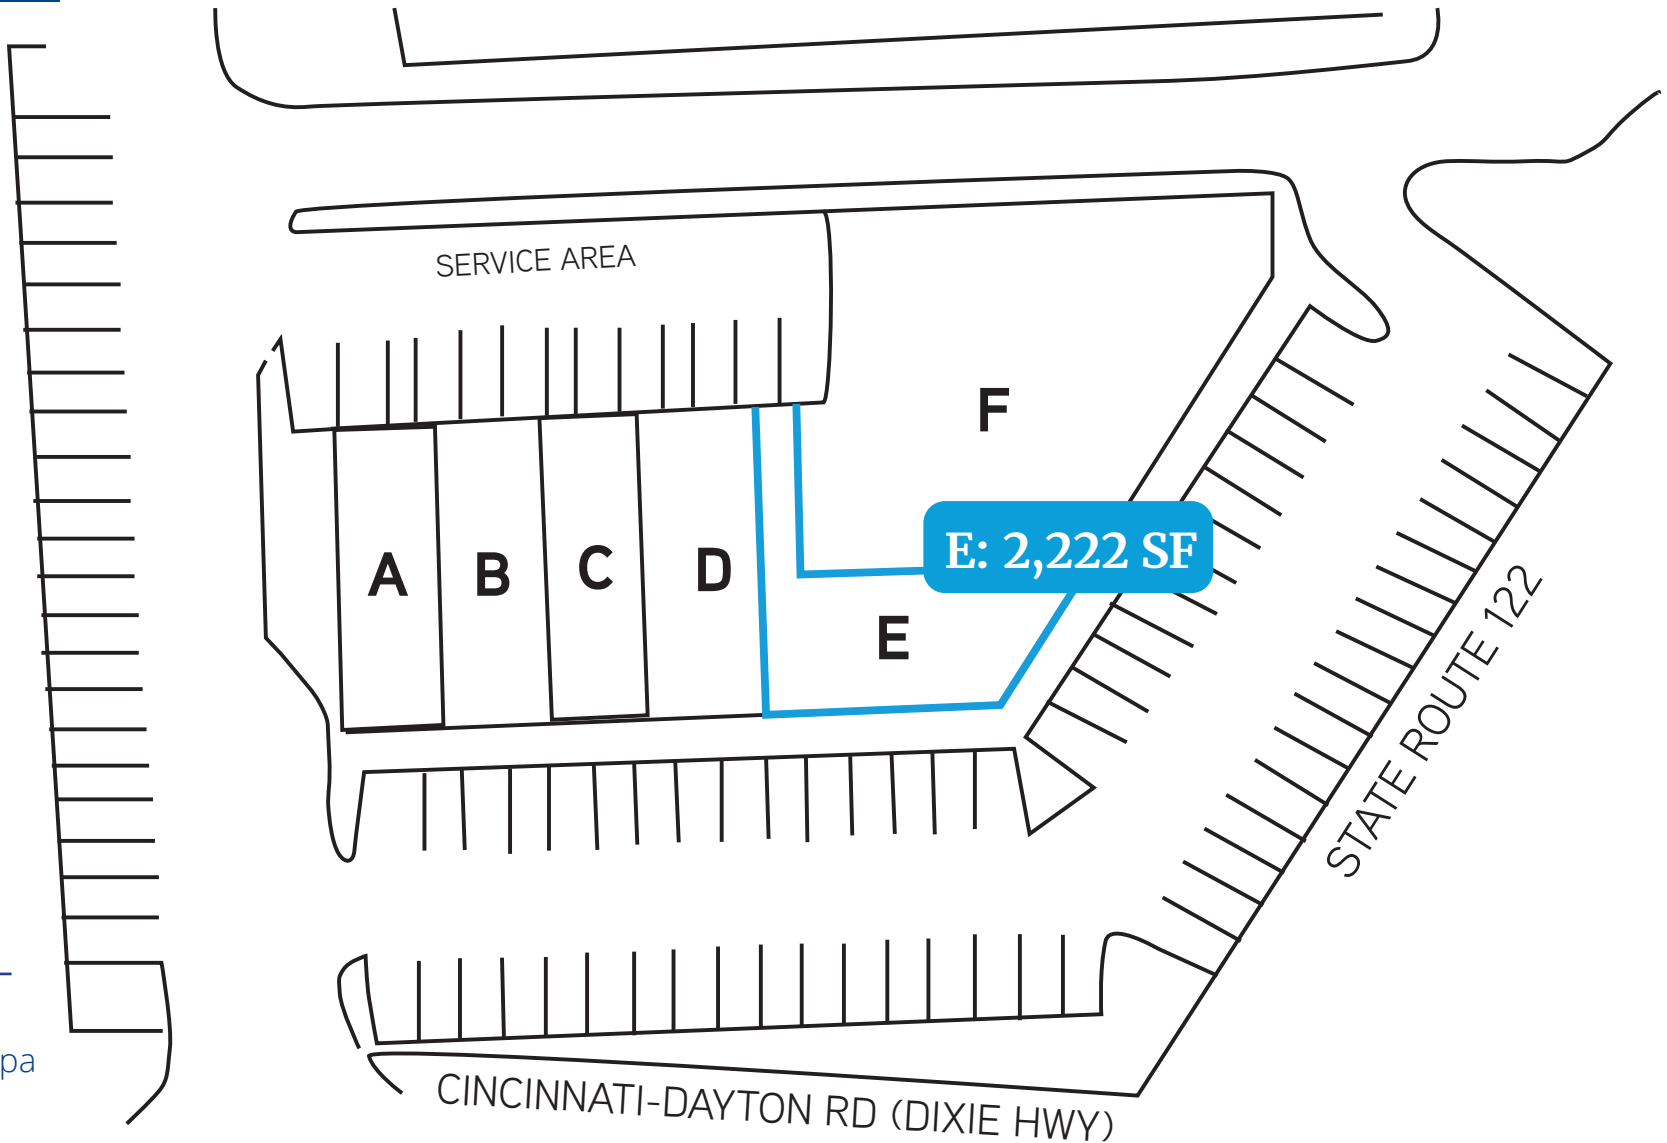 SERVICE AREA
F
E: 2,222 SF
A
B
C
D
E
STATE ROUTE 122
pa
CINCINNATI-DAYTON RD (DIXIE HWY)